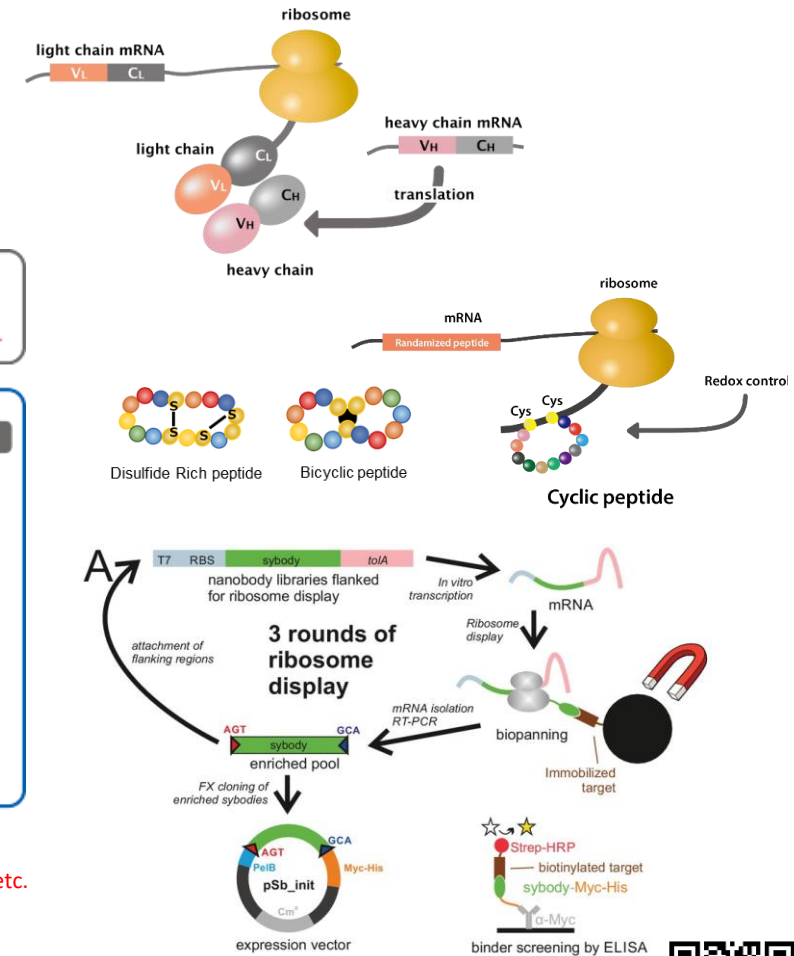 ribosome
light chain mRNA
VL CL
heavy chain mRNA
VH CH
light chain
CL
VL
CH
VH
translation
heavy chain
ribosome
mRNA
Randomized peptide
Redox control
Cys
Cys
S
S
S
S
Disulfide Rich peptide
Bicyclic peptide
Cyclic peptide
A
T7 RBS sybody tolA
nanobody libraries flanked
for ribosome display
In vitro
transcription
mRNA
Ribosome
display
attachment of
flanking regions
3 rounds of
ribosome
display
mRNA isolation
RT-PCR
biopanning
Immobilized
target
AGT
GCA
sybody
enriched pool
FX cloning of
enriched sybodies
GCA
AGT
PelB
Myc-His
pSb_init
expression vector
Strep-HRP
biotinylated target
sybody-Myc-His
α-Myc
binder screening by ELISA
etc.